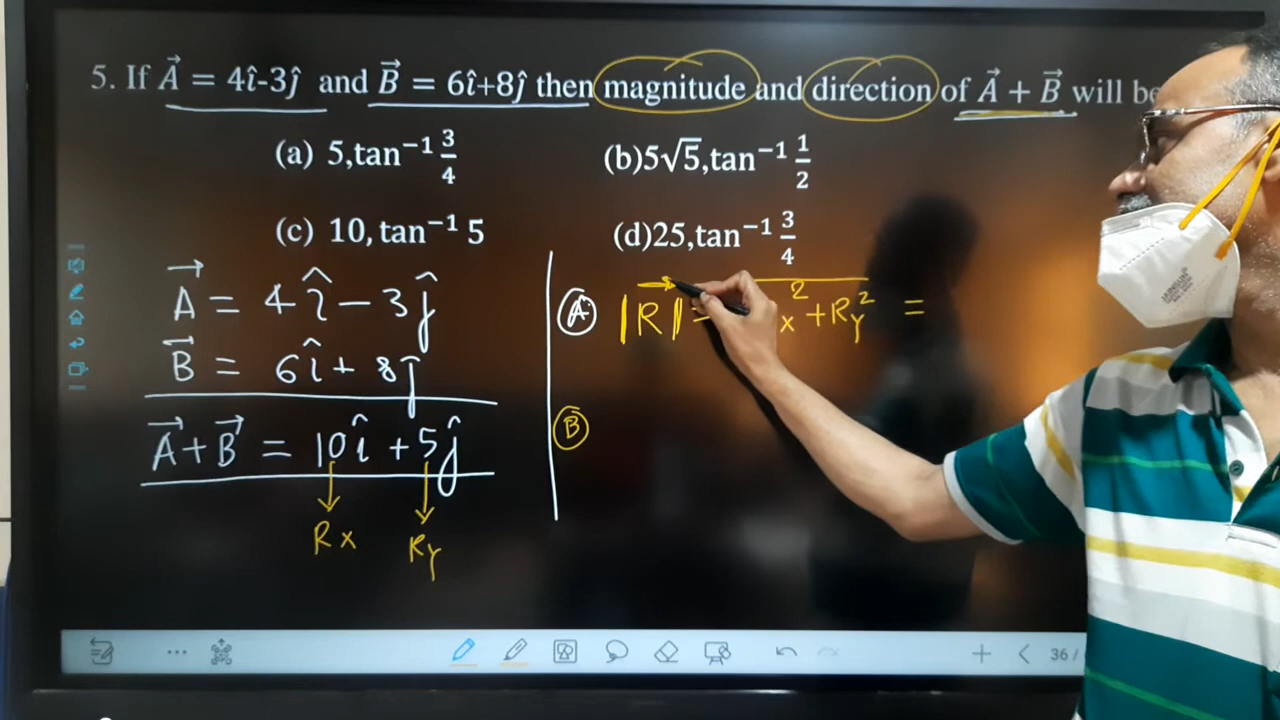 5. If A⃗ = 4î-3ĵ and B⃗ = 6î+8ĵ then magnitude and direction of A⃗ + B⃗ will be
(a) 5,tan⁻¹ 3/4
(b)5√5,tan⁻¹ 1/2
(c) 10, tan⁻¹ 5
(d)25,tan⁻¹ 3/4
A⃗ = 4î − 3ĵ
B⃗ = 6î + 8ĵ
A⃗ + B⃗ = 10î + 5ĵ
Rx Ry
A |R⃗| = x² + Ry² =
B
36 /